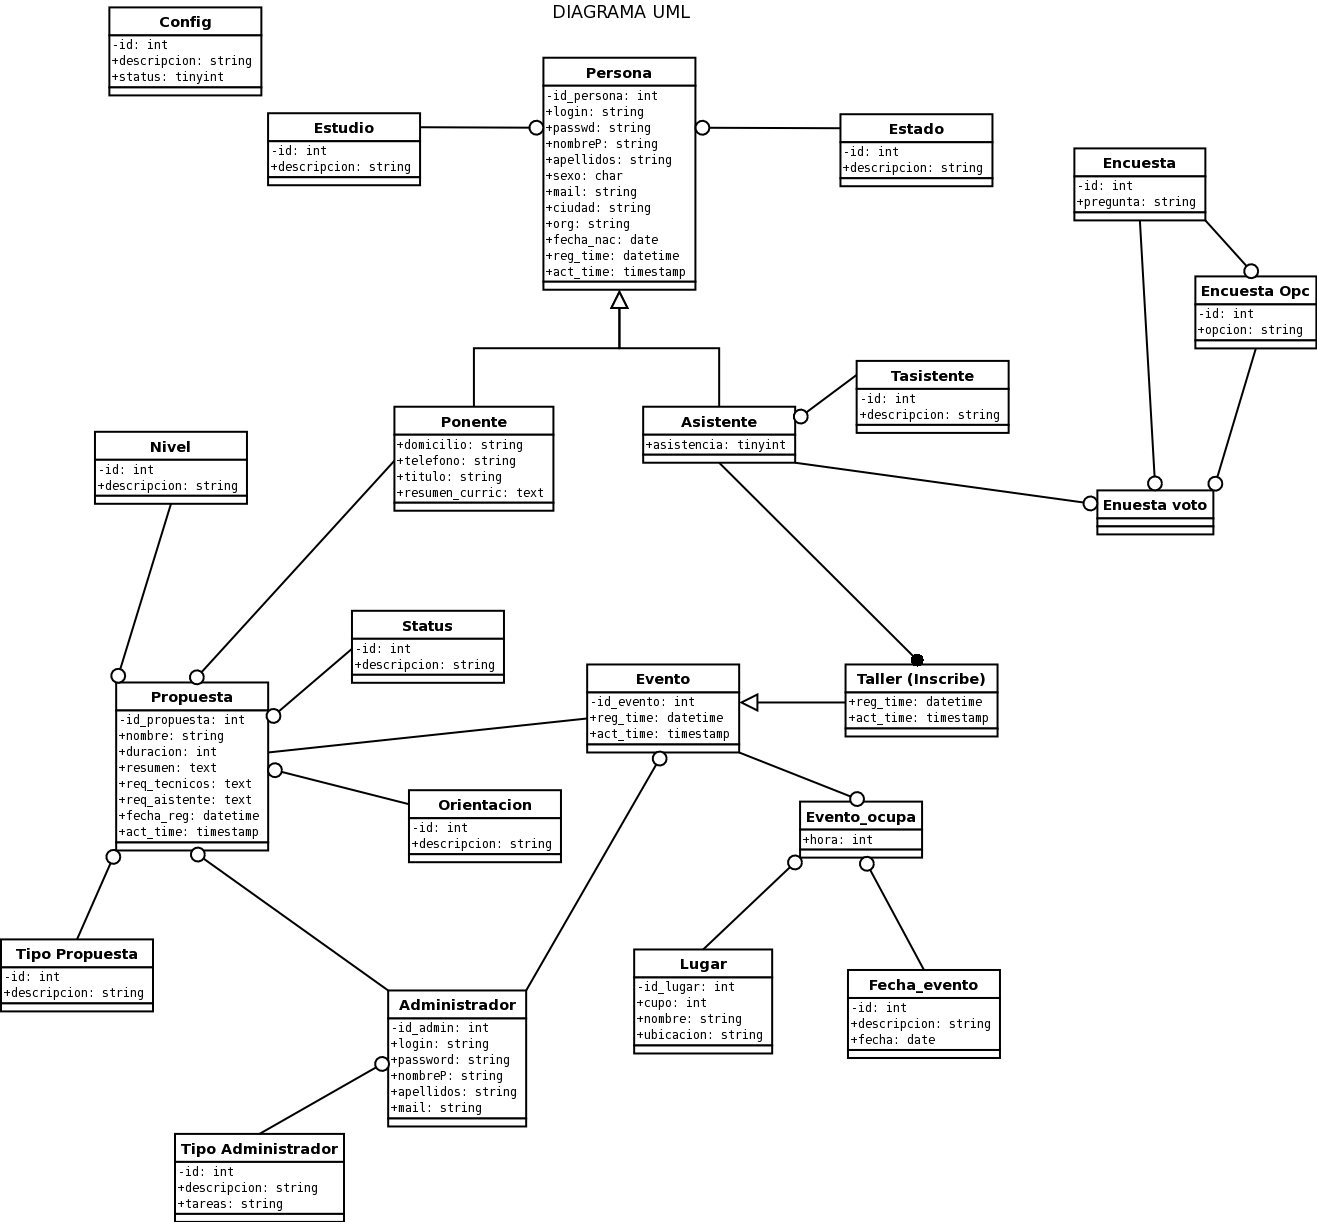 DIAGRAMA UML
Config
-id: int
+descripcion: string
+status: tinyint
Persona
-id_persona: int
+login: string
+passwd: string
+nombreP: string
+apellidos: string
+sexo: char
+mail: string
+ciudad: string
+org: string
+fecha_nac: date
+reg_time: datetime
+act_time: timestamp
Estudio
-id: int
+descripcion: string
Estado
-id: int
+descripcion: string
Encuesta
-id: int
+pregunta: string
Encuesta Opc
-id: int
+opcion: string
Tasistente
-id: int
+descripcion: string
Ponente
+domicilio: string
+telefono: string
+titulo: string
+resumen_curric: text
Asistente
+asistencia: tinyint
Nivel
-id: int
+descripcion: string
Enuesta voto
Status
-id: int
+descripcion: string
Propuesta
-id_propuesta: int
+nombre: string
+duracion: int
+resumen: text
+req_tecnicos: text
+req_aistente: text
+fecha_reg: datetime
+act_time: timestamp
Evento
-id_evento: int
+reg_time: datetime
+act_time: timestamp
Taller (Inscribe)
+reg_time: datetime
+act_time: timestamp
Orientacion
-id: int
+descripcion: string
Evento_ocupa
+hora: int
Tipo Propuesta
-id: int
+descripcion: string
Administrador
-id_admin: int
+login: string
+password: string
+nombreP: string
+apellidos: string
+mail: string
Lugar
-id_lugar: int
+cupo: int
+nombre: string
+ubicacion: string
Fecha_evento
-id: int
+descripcion: string
+fecha: date
Tipo Administrador
-id: int
+descripcion: string
+tareas: string